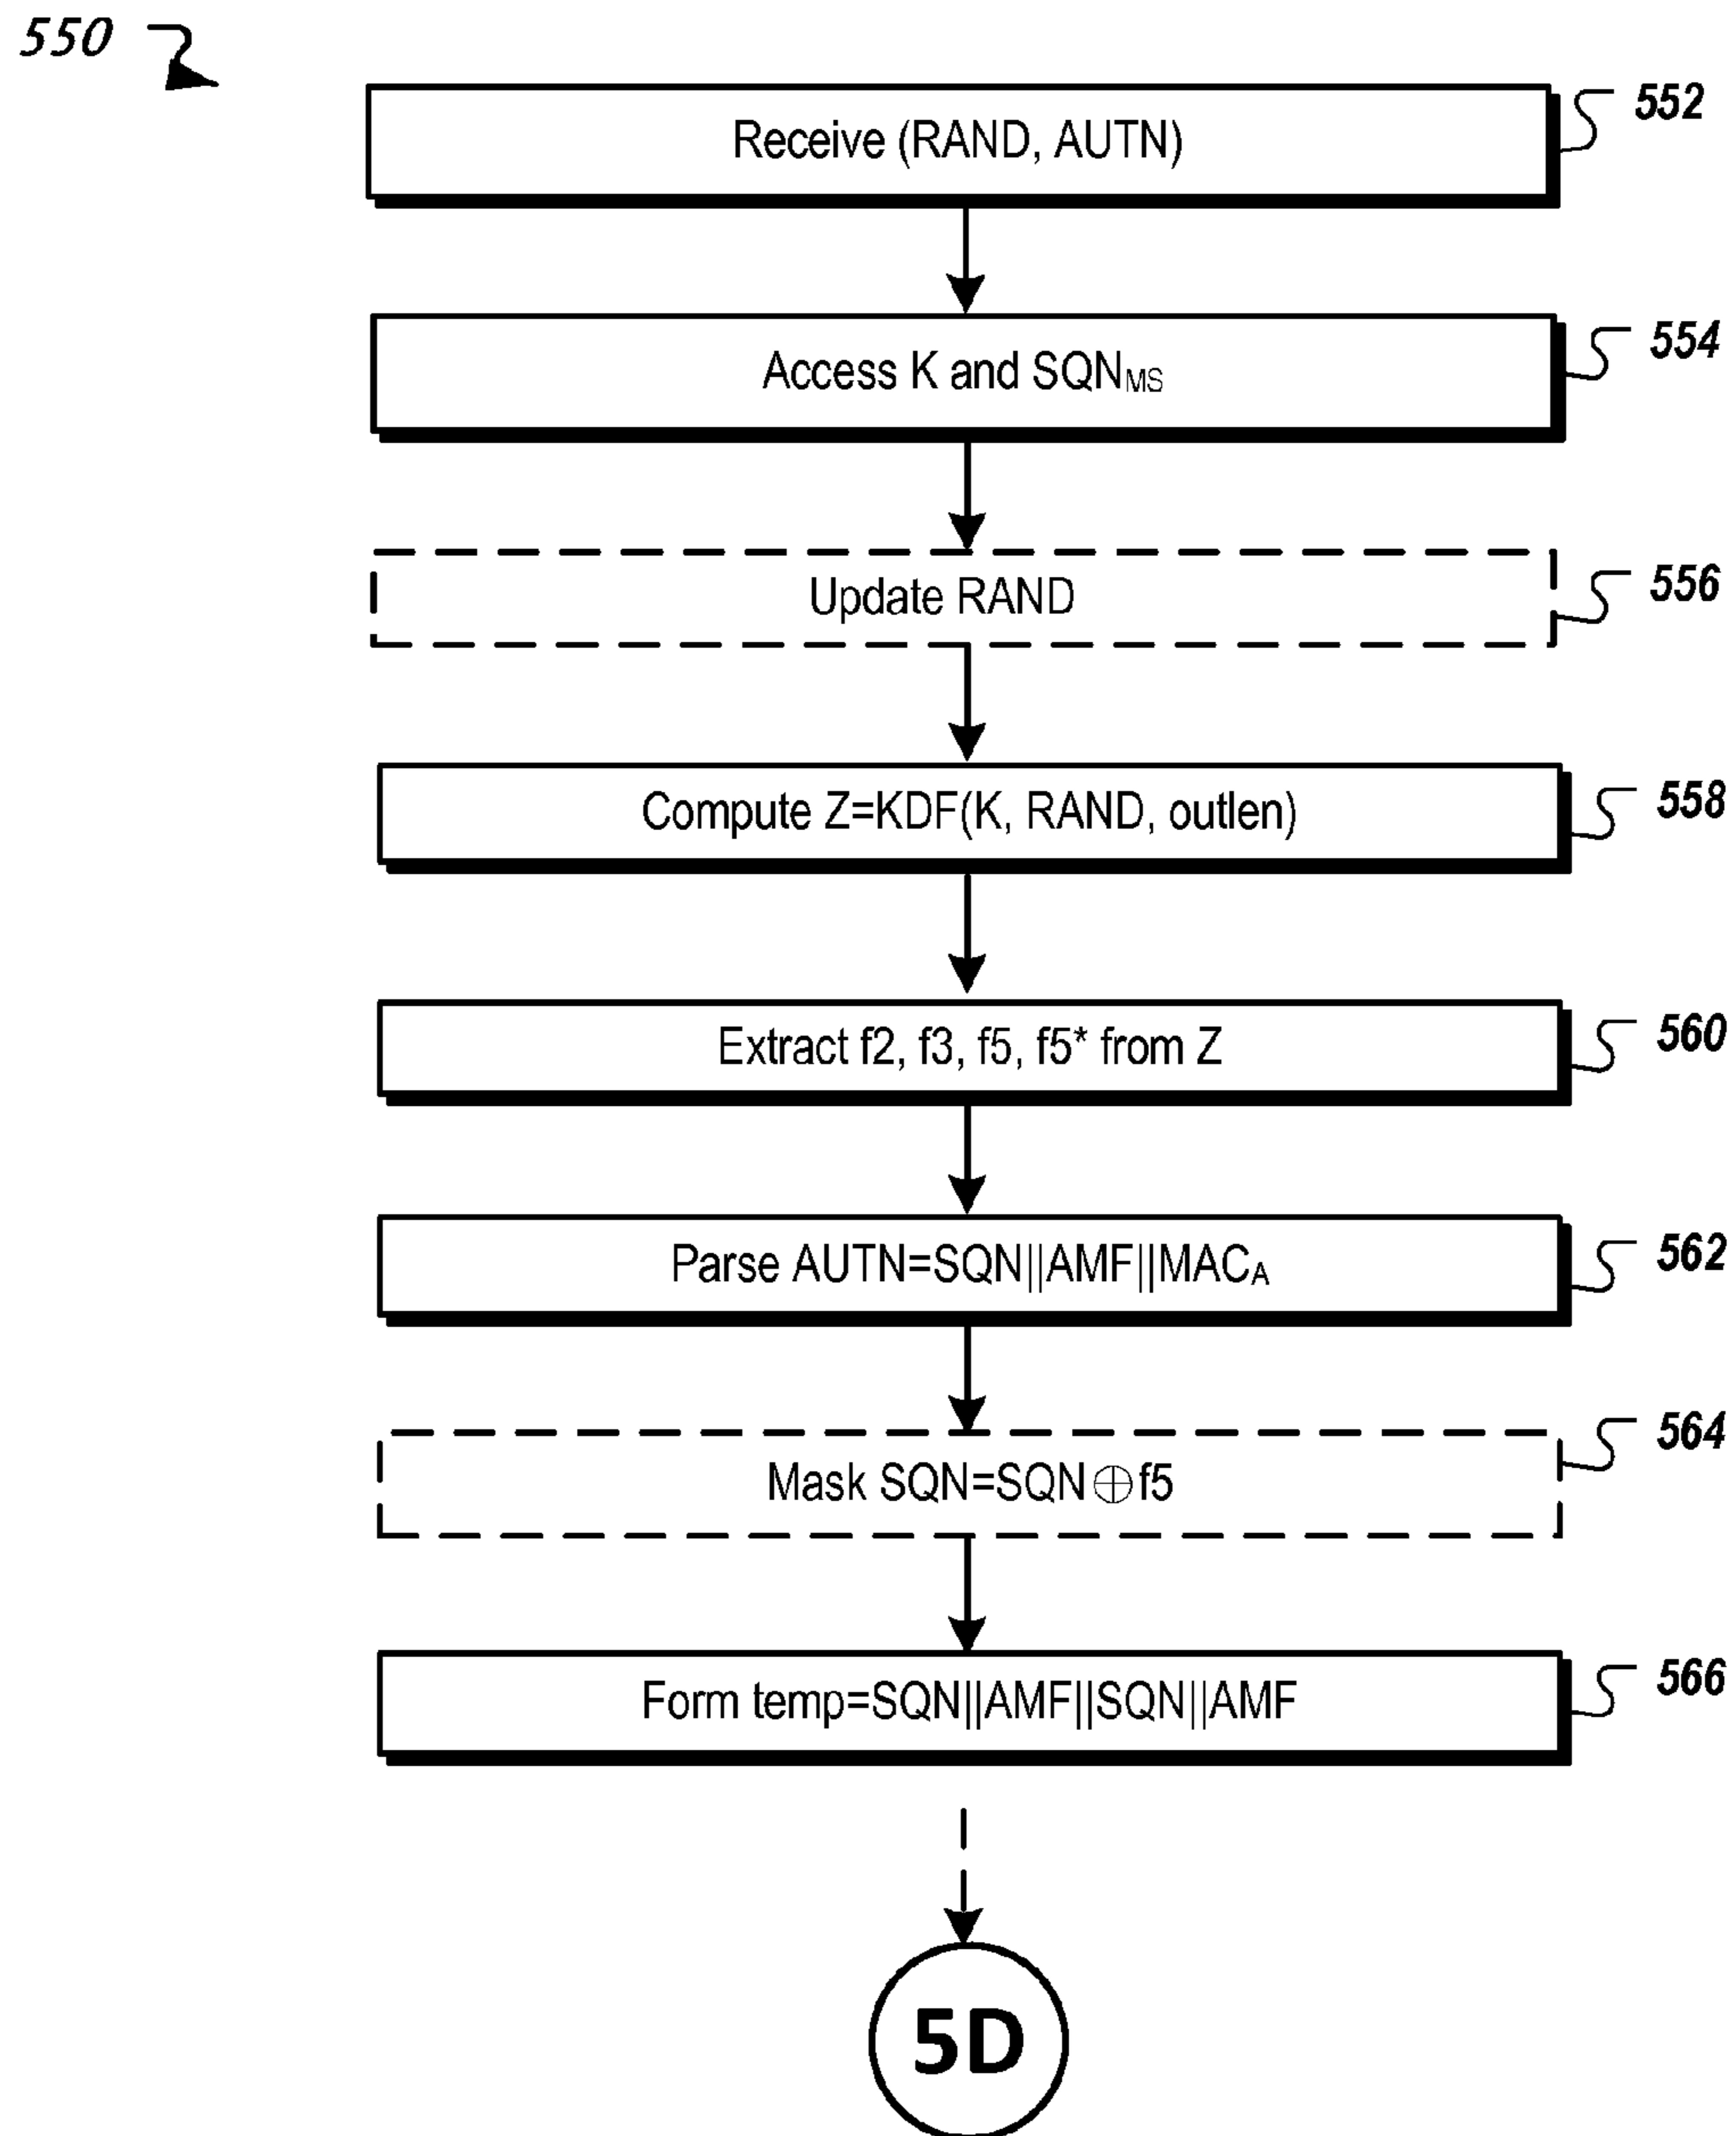 550
Receive (RAND, AUTN)
552
Access K and SQN_MS
554
Update RAND
556
Compute Z=KDF(K, RAND, outlen)
558
Extract f2, f3, f5, f5* from Z
560
Parse AUTN=SQN||AMF||MAC_A
562
Mask SQN=SQN⊕f5
564
Form temp=SQN||AMF||SQN||AMF
566
5D